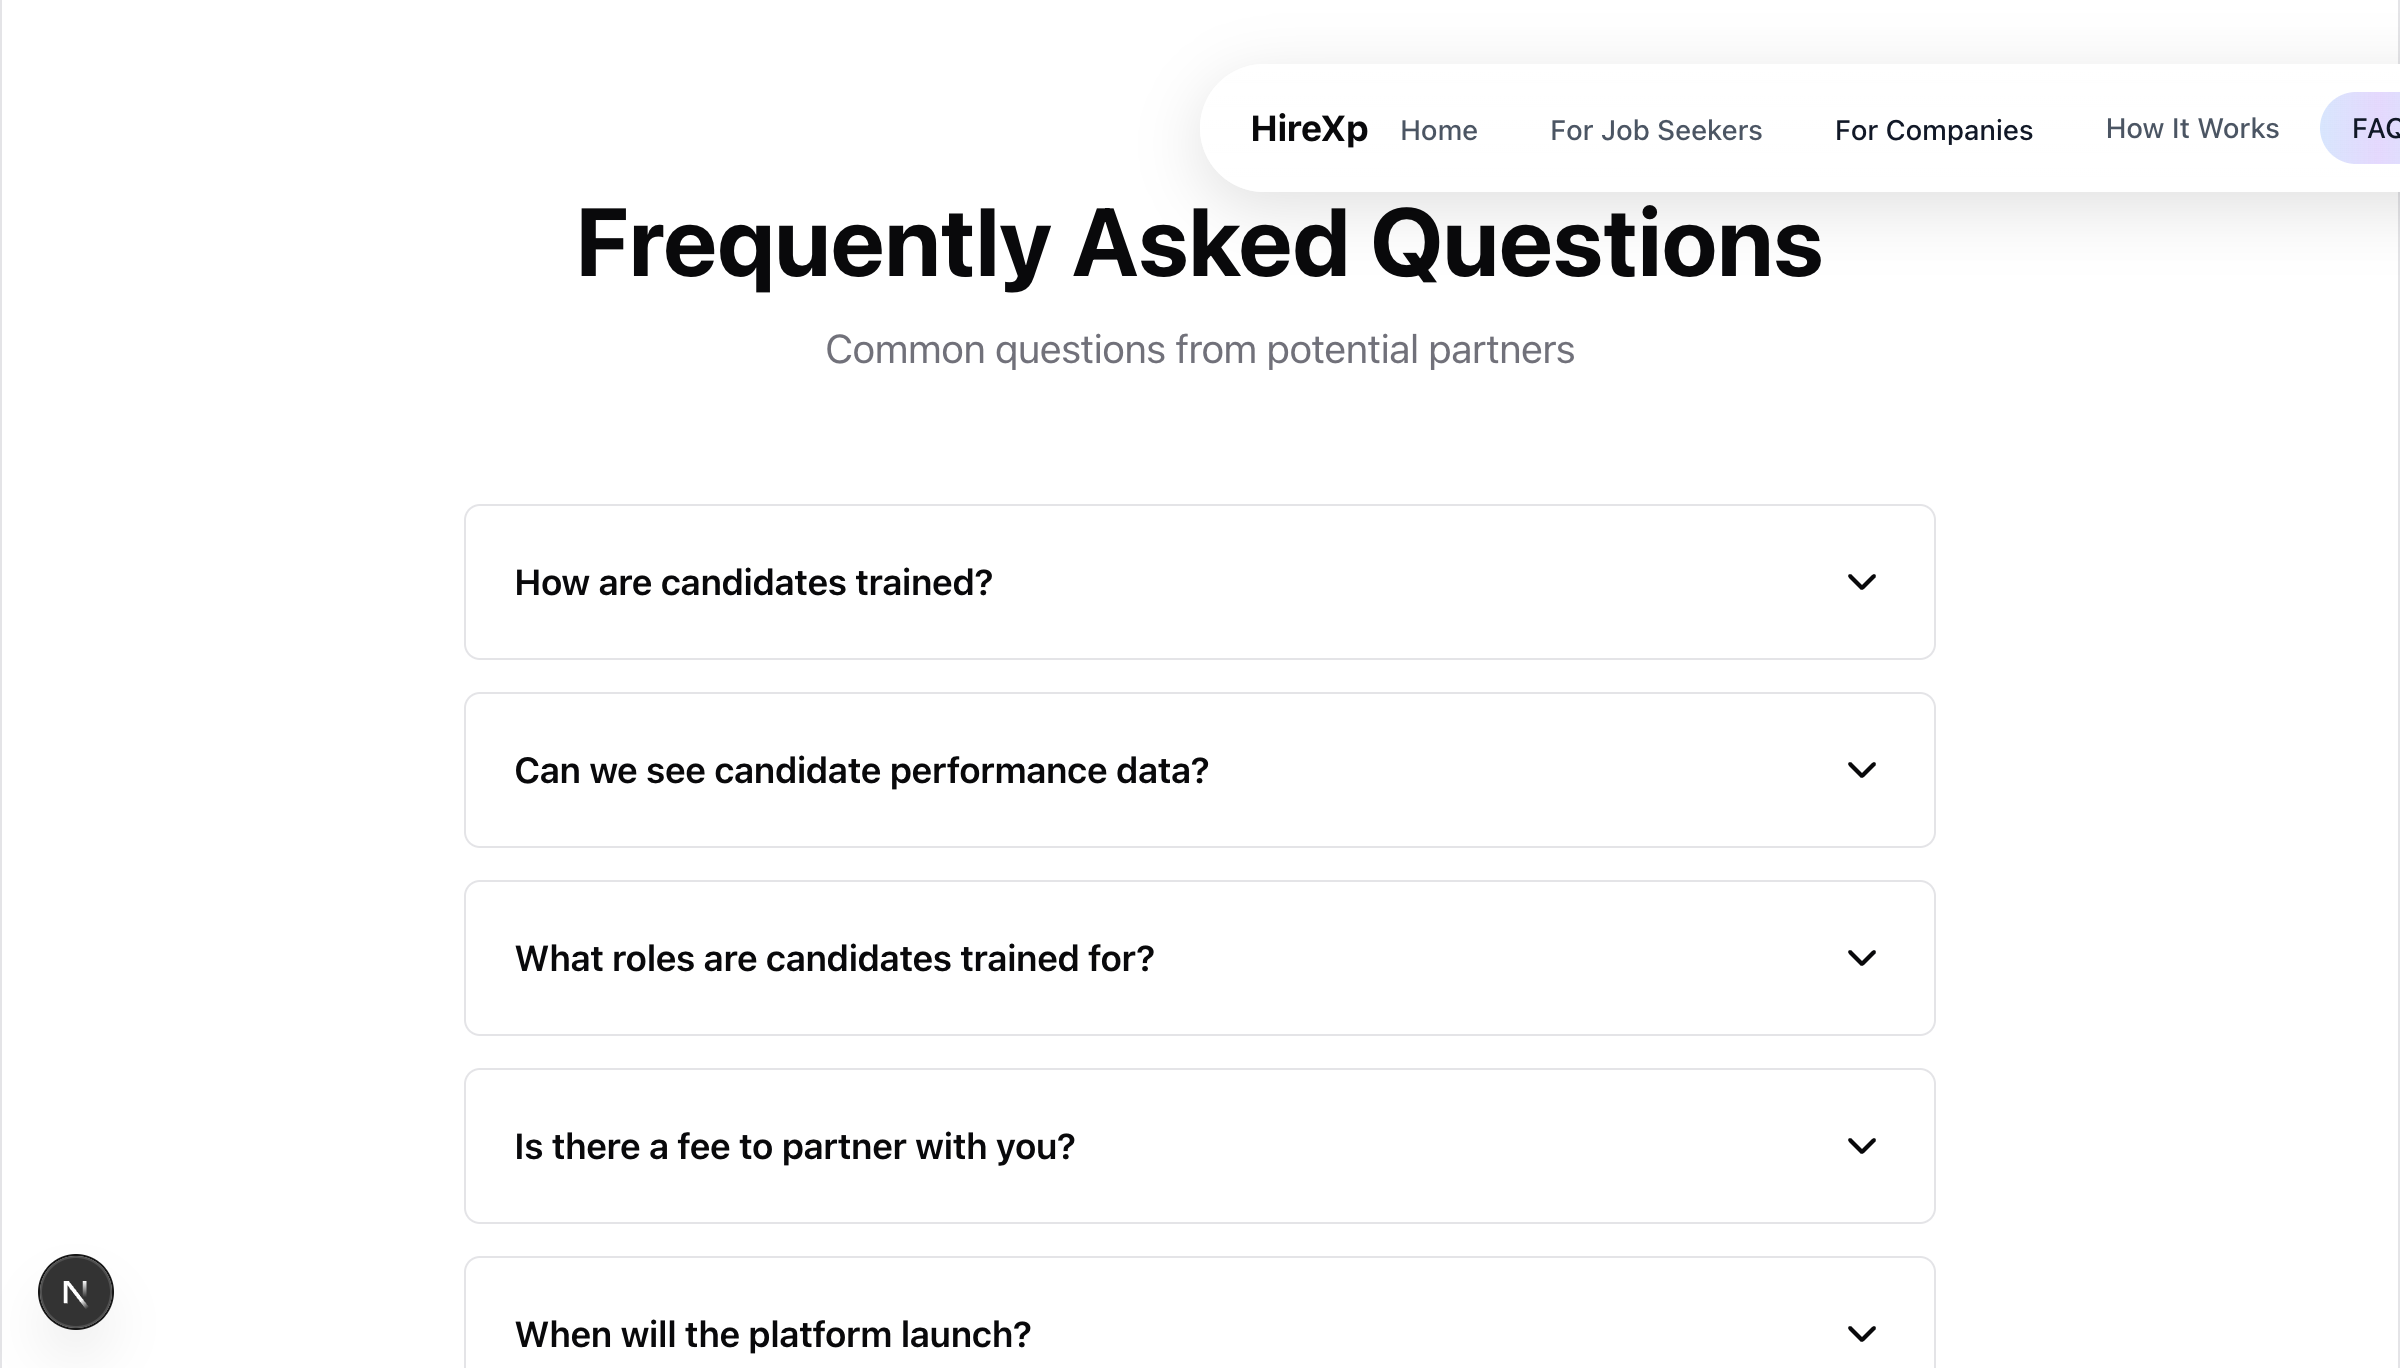 HireXp Home For Job Seekers For Companies How It Works FAQ
Frequently Asked Questions
Common questions from potential partners
How are candidates trained?
Can we see candidate performance data?
What roles are candidates trained for?
Is there a fee to partner with you?
When will the platform launch?
N